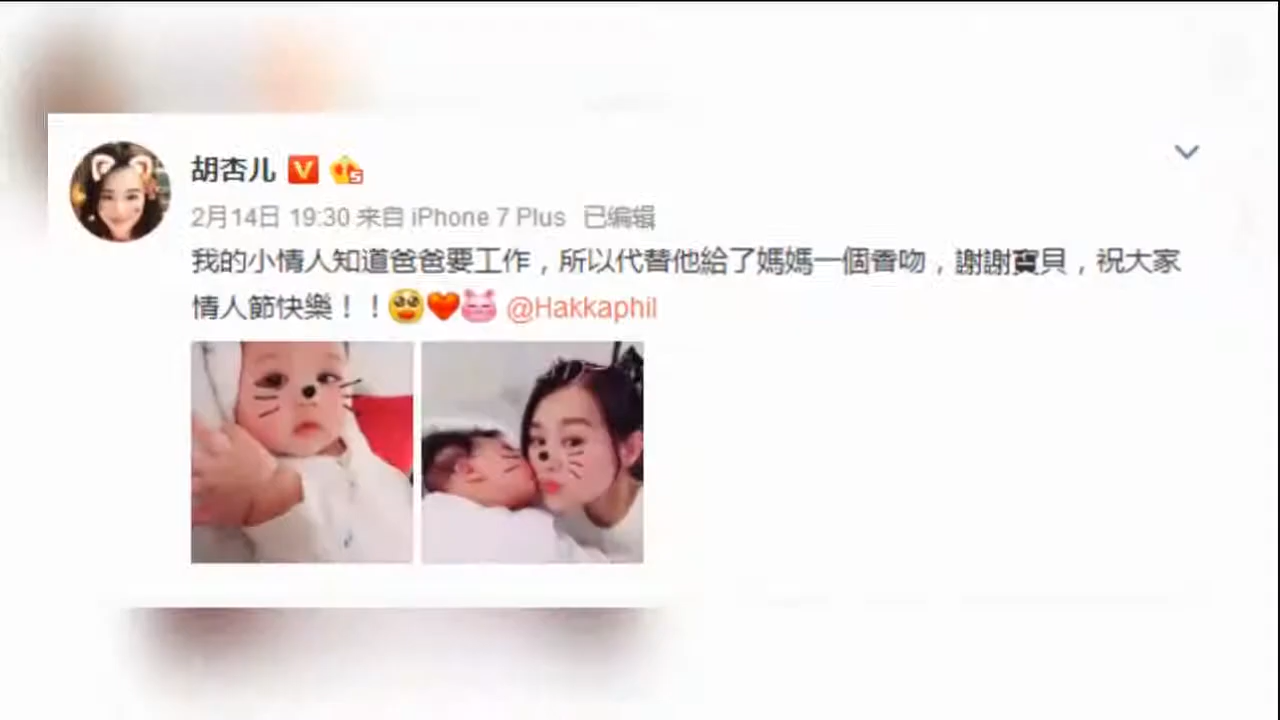 胡杏儿
2月14日 19:30 来自 iPhone 7 Plus 已编辑
我的小情人知道爸爸要工作，所以代替他給了媽媽一個香吻，謝謝寶貝，祝大家
情人節快樂！！ @Hakkaphil